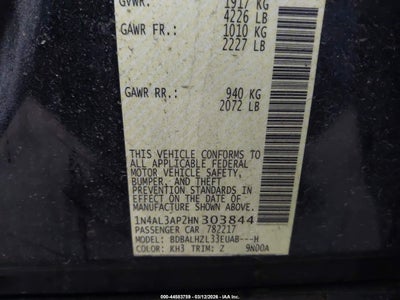 GVWR: 1917 KG
4226 LB
GAWR FR.: 1010 KG
2227 LB
GAWR RR.: 940 KG
2072 LB
THIS VEHICLE CONFORMS TO
ALL APPLICABLE FEDERAL
MOTOR VEHICLE SAFETY,
BUMPER, AND THEFT
PREVENTION STANDARDS IN
EFFECT ON THE DATE OF
MANUFACTURE SHOWN ABOVE.
1N4AL3AP2HN303844
PASSENGER CAR 782217
MODEL: BDBALHZL33EUAB---H
COLOR: KH3 TRIM: Z 9N00A
000-44583759 - 03/12/2026 - IAA